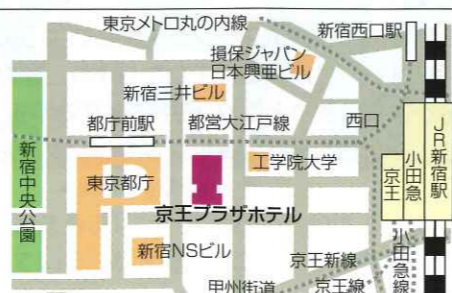 東京メトロ丸の内線
新宿西口駅
損保ジャパン
日本興亜ビル
新宿三井ビル
都庁前駅
都営大江戸線
西口
JR新宿駅
小田急
京王
工学院大学
新宿中央公園
東京都庁
京王プラザホテル
新宿NSビル
京王新線
小田急線
甲州街道
京王線